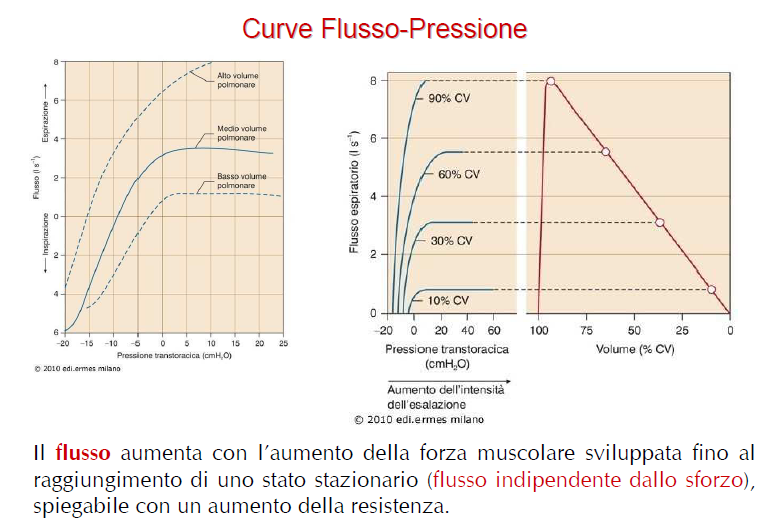 Curve Flusso-Pressione
8
6
4
2
0
2
4
6
Flusso (l s⁻¹)
Inspirazione
Espirazione
Alto volume
polmonare
Medio volume
polmonare
Basso volume
polmonare
−20 −15 −10 −5 0 5 10 15 20 25
Pressione transtoracica (cmH₂O)
© 2010 edi.ermes milano
8
6
4
2
0
Flusso espiratorio (l s⁻¹)
90% CV
60% CV
30% CV
10% CV
−20 0 20 40 60
100 75 50 25 0
Pressione transtoracica
(cmH₂O)
Volume (% CV)
Aumento dell'intensità
dell'esalazione
© 2010 edi.ermes milano
Il flusso aumenta con l'aumento della forza muscolare sviluppata fino al
raggiungimento di uno stato stazionario (flusso indipendente dallo sforzo),
spiegabile con un aumento della resistenza.